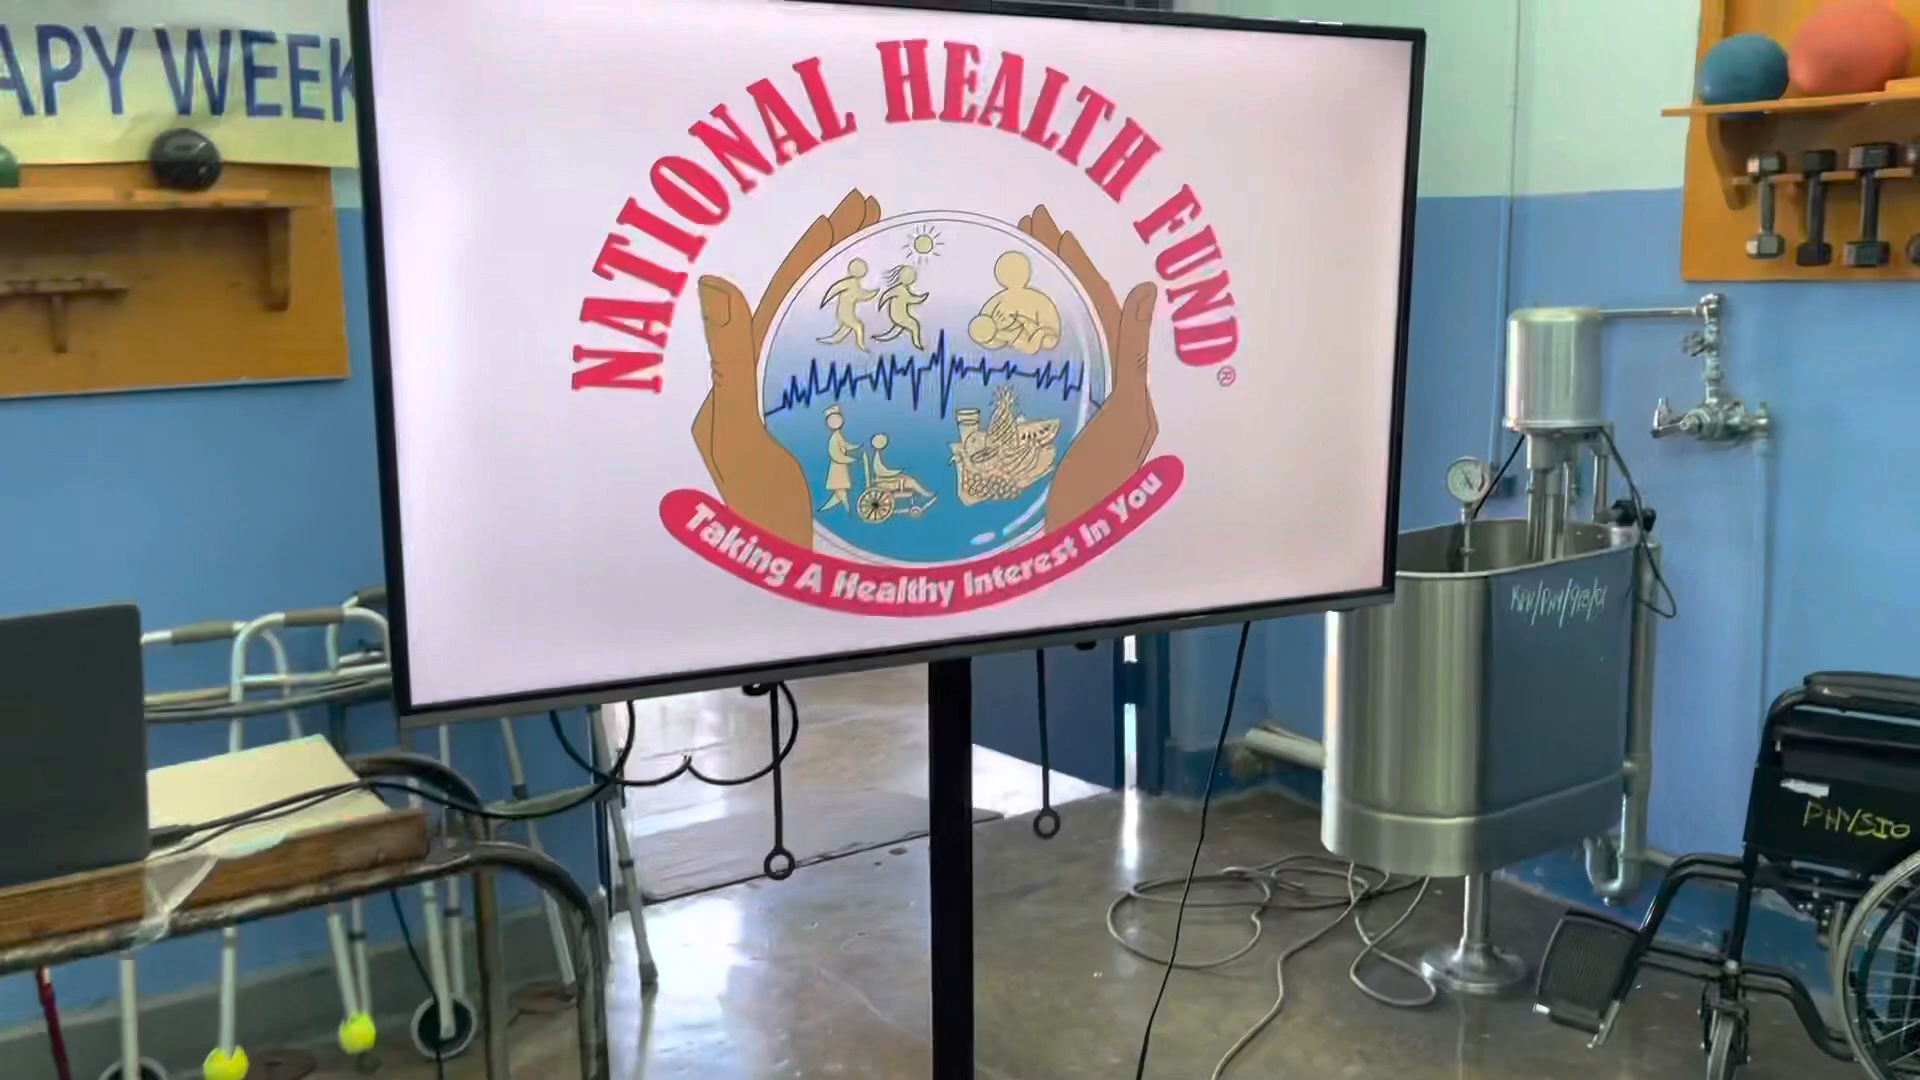 APY WEEK
NATIONAL HEALTH FUND®
Taking A Healthy Interest In You
PHYSIO